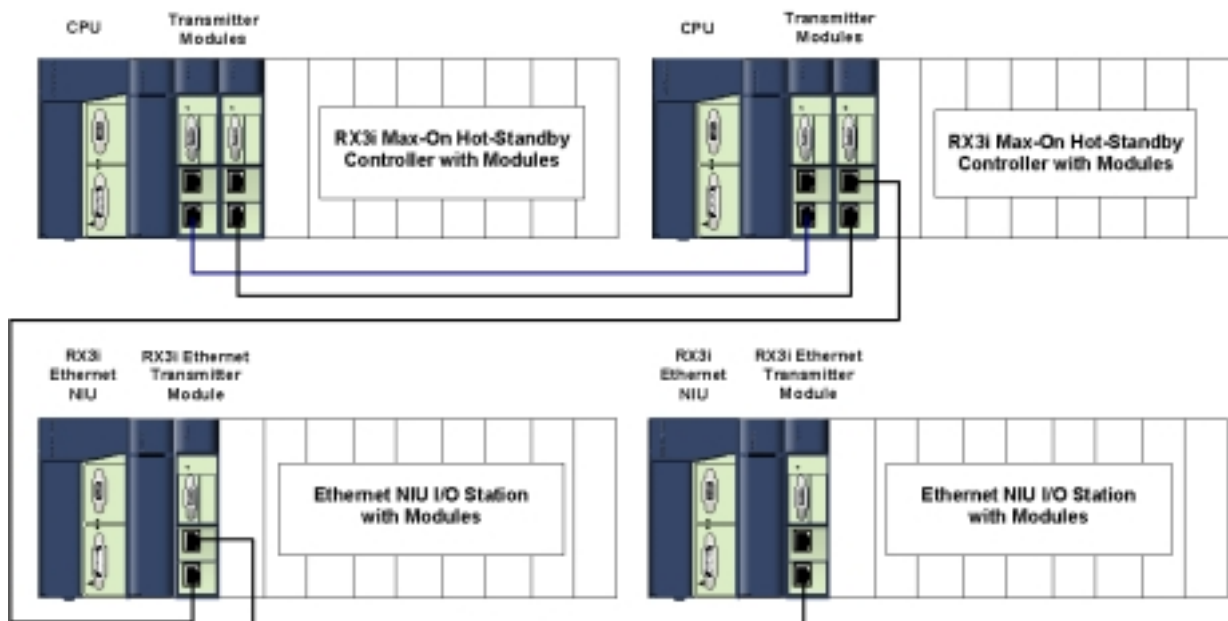 CPU
Transmitter
Modules
CPU
Transmitter
Modules
RX3i Max-On Hot-Standby
Controller with Modules
RX3i Max-On Hot-Standby
Controller with Modules
RX3i
Ethernet
NIU
RX3i Ethernet
Transmitter
Module
RX3i
Ethernet
NIU
RX3i Ethernet
Transmitter
Module
Ethernet NIU I/O Station
with Modules
Ethernet NIU I/O Station
with Modules